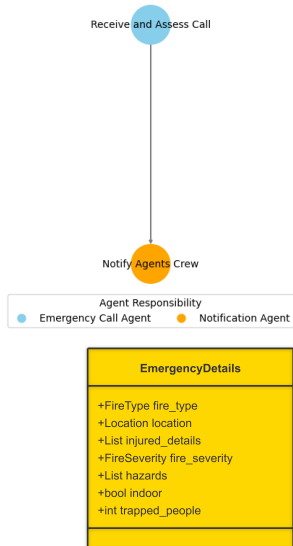 Receive and Assess Call
Notify Agents Crew
Agent Responsibility
Emergency Call Agent
Notification Agent
EmergencyDetails
+FireType fire_type
+Location location
+List injured_details
+FireSeverity fire_severity
+List hazards
+bool indoor
+int trapped_people